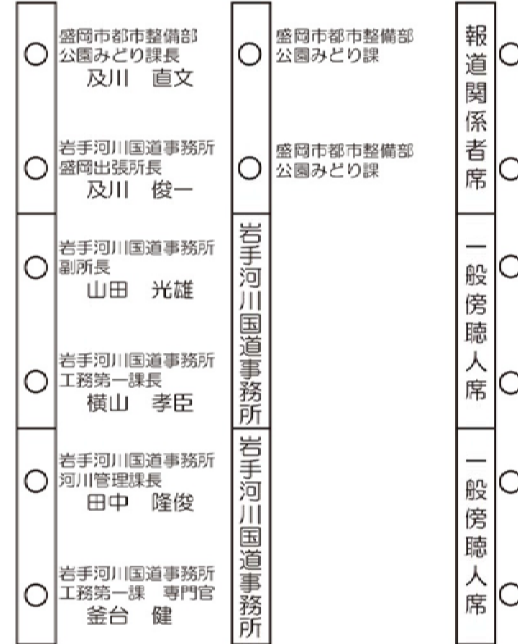 盛岡市都市整備部
公園みどり課長
及川　直文
岩手河川国道事務所
盛岡出張所長
及川　俊一
岩手河川国道事務所
副所長
山田　光雄
岩手河川国道事務所
工務第一課長
横山　孝臣
岩手河川国道事務所
河川管理課長
田中　隆俊
岩手河川国道事務所
工務第一課　専門官
釜台　健
盛岡市都市整備部
公園みどり課
盛岡市都市整備部
公園みどり課
岩手河川国道事務所
岩手河川国道事務所
報道関係者席
一般傍聴人席
一般傍聴人席